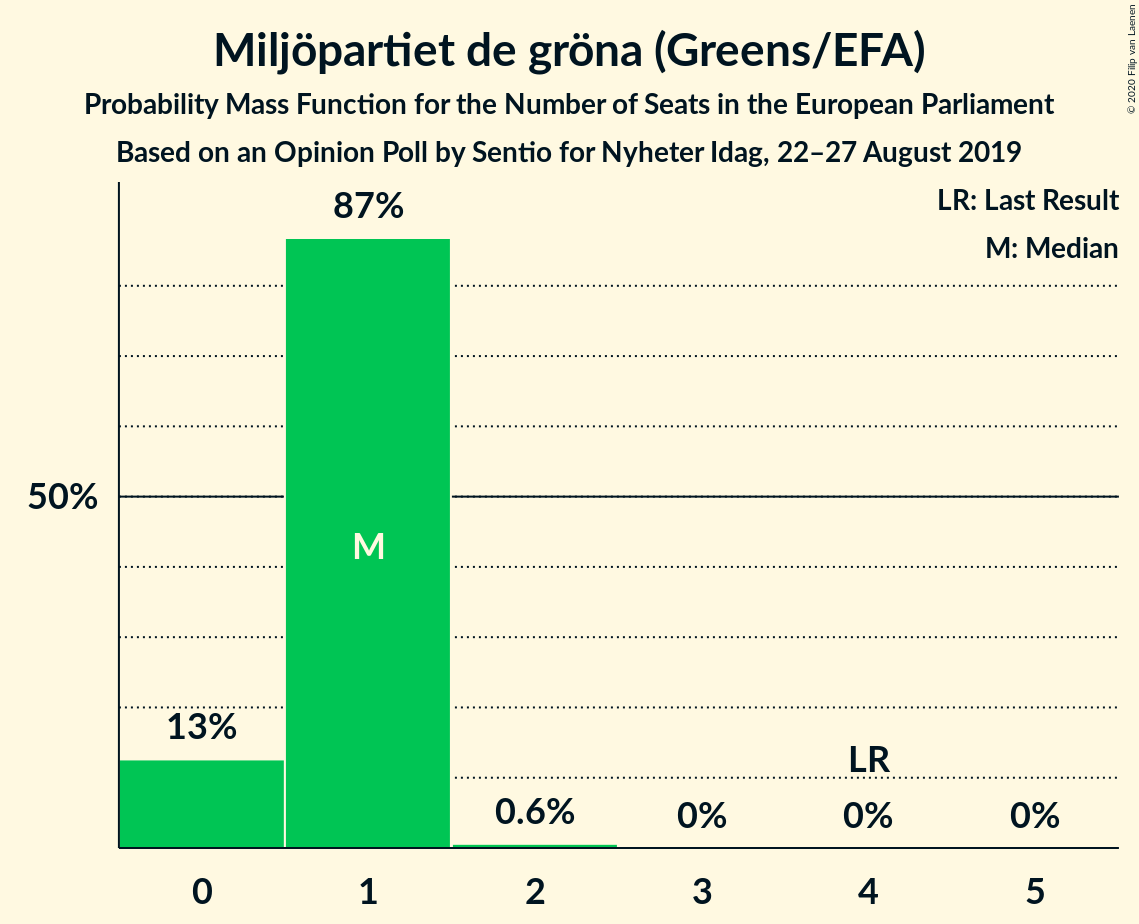 Miljöpartiet de gröna (Greens/EFA)
Probability Mass Function for the Number of Seats in the European Parliament
Based on an Opinion Poll by Sentio for Nyheter Idag, 22–27 August 2019
© 2020 Filip van Laenen
LR: Last Result
M: Median
87%
50%
M
13%
LR
0.6%
0%
0%
0%
0 1 2 3 4 5